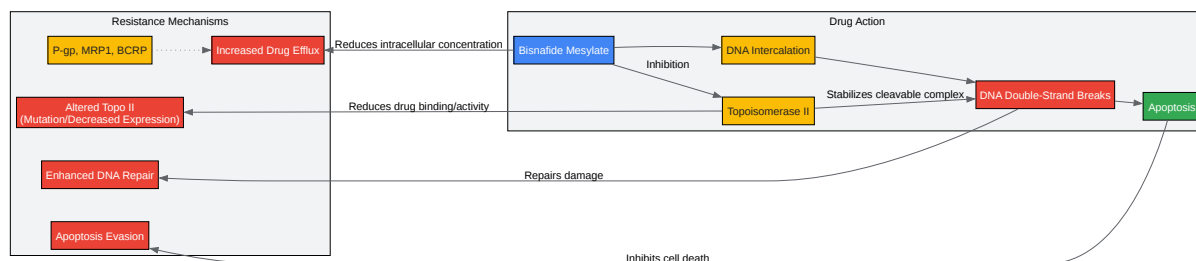 Resistance Mechanisms
Drug Action
P-gp, MRP1, BCRP
Increased Drug Efflux
Reduces intracellular concentration
Bisnafide Mesylate
DNA Intercalation
Inhibition
Altered Topo II
(Mutation/Decreased Expression)
Reduces drug binding/activity
Topoisomerase II
Stabilizes cleavable complex
DNA Double-Strand Breaks
Apoptosis
Enhanced DNA Repair
Repairs damage
Apoptosis Evasion
Inhibits cell death